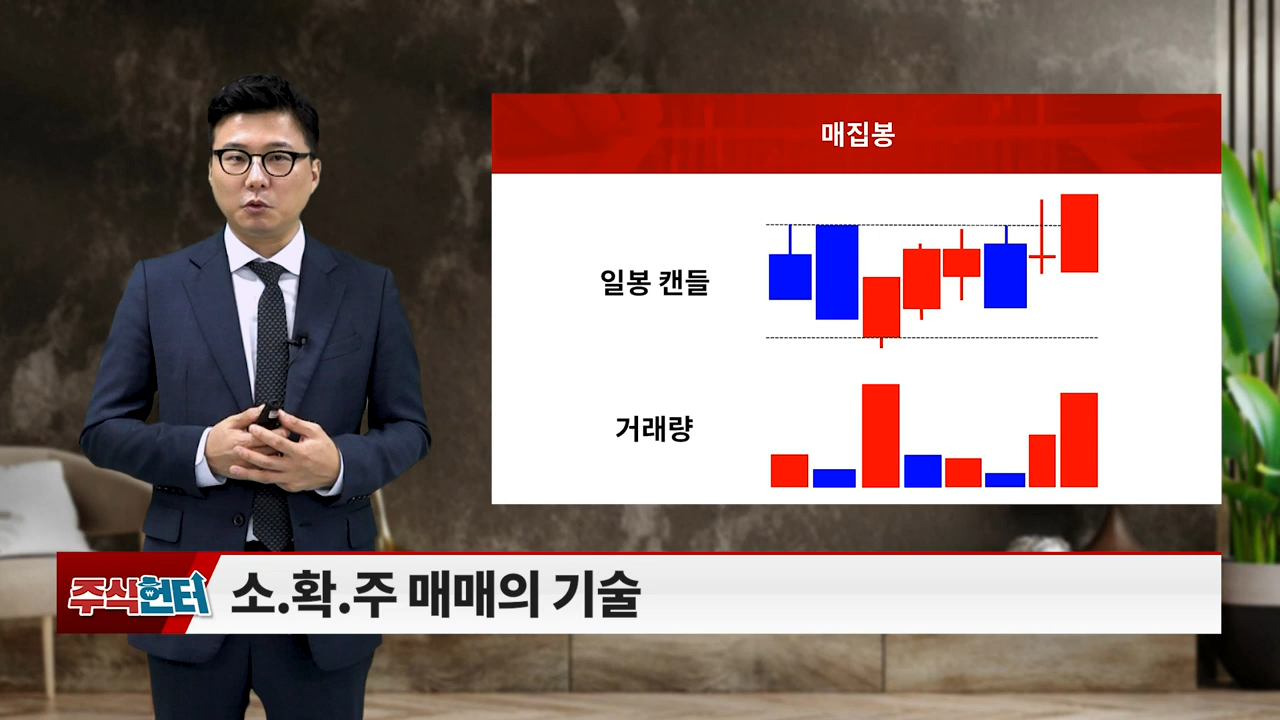 매집봉
일봉 캔들
거래량
주식헌터
소.확.주 매매의 기술